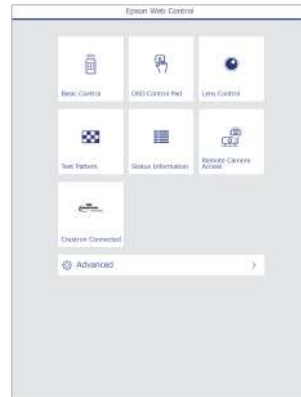 Epson Web Control
Basic Control
OSD Control Pad
Lens Control
Test Pattern
Status Information
Remote Camera
Access
Crestron Connected
Advanced